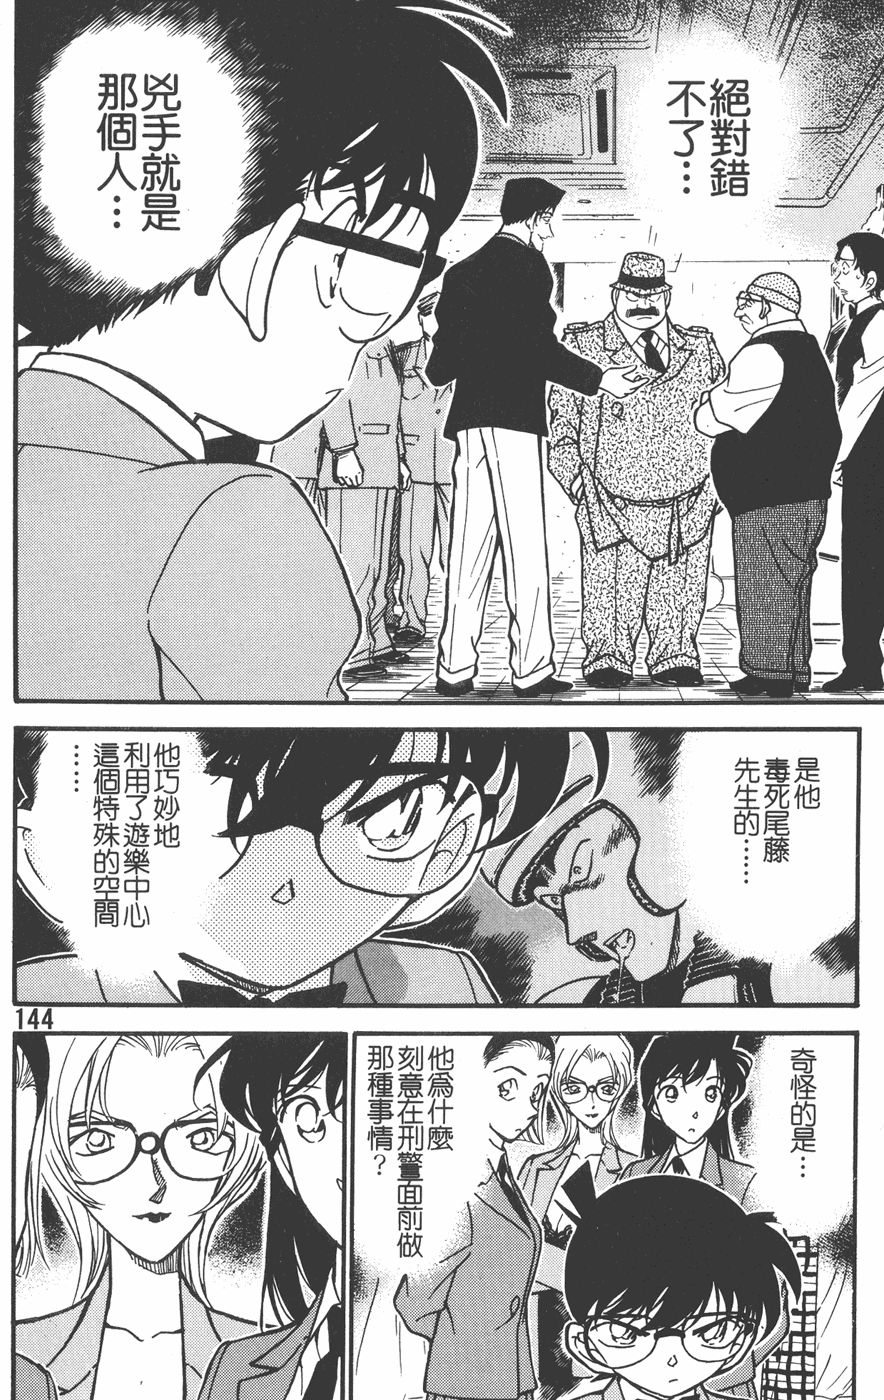 絕對錯
不了…
兇手就是
那個人…
是他
毒死尾藤
先生的……
他巧妙地
利用了遊樂中心
這個特殊的空間
……
144
奇怪的是…
他為什麼
刻意在刑警面前做
那種事情？